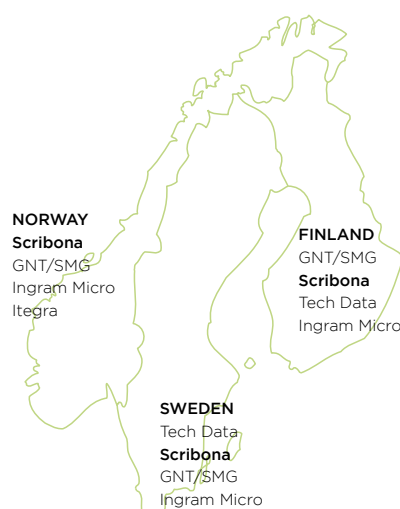 NORWAY
Scribona
GNT/SMG
Ingram Micro
Itegra
FINLAND
GNT/SMG
Scribona
Tech Data
Ingram Micro
SWEDEN
Tech Data
Scribona
GNT/SMG
Ingram Micro